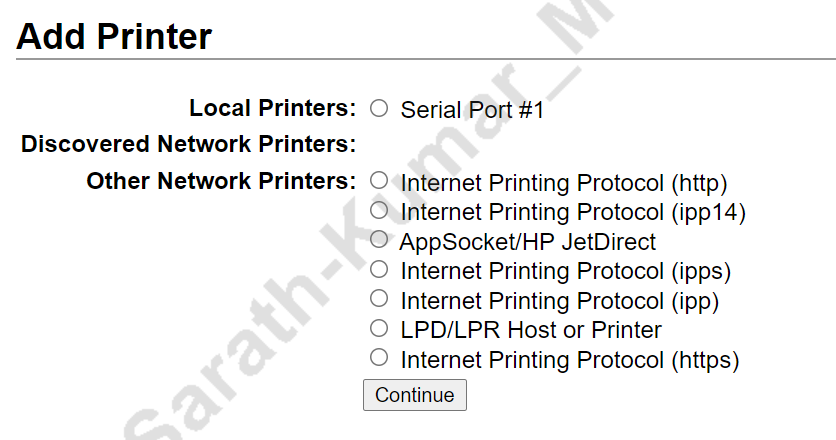 Add Printer
Local Printers: Serial Port #1
Discovered Network Printers:
Other Network Printers: Internet Printing Protocol (http)
Internet Printing Protocol (ipp14)
AppSocket/HP JetDirect
Internet Printing Protocol (ipps)
Internet Printing Protocol (ipp)
LPD/LPR Host or Printer
Internet Printing Protocol (https)
Continue
Sarath-Kumar_M